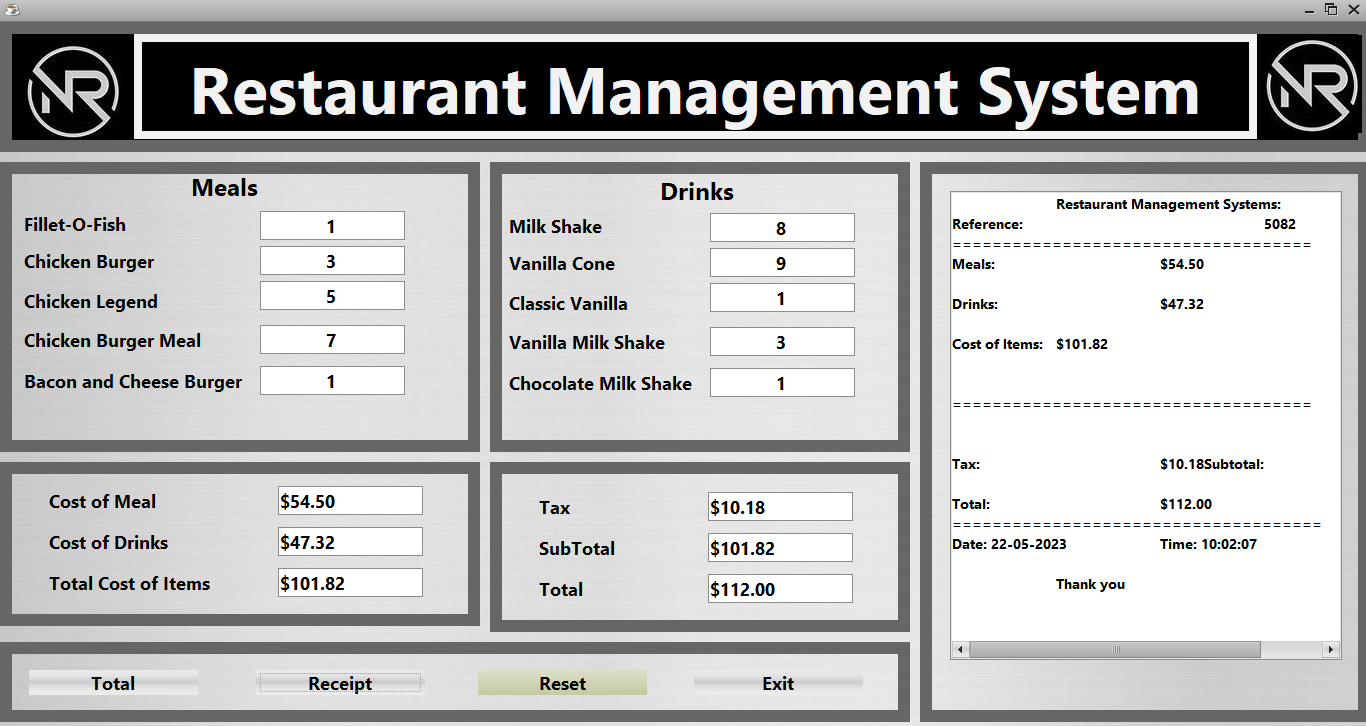 NR
Restaurant Management System
NR
Meals
Fillet-O-Fish 1
Chicken Burger 3
Chicken Legend 5
Chicken Burger Meal 7
Bacon and Cheese Burger 1
Drinks
Milk Shake 8
Vanilla Cone 9
Classic Vanilla 1
Vanilla Milk Shake 3
Chocolate Milk Shake 1
Cost of Meal $54.50
Cost of Drinks $47.32
Total Cost of Items $101.82
Tax $10.18
SubTotal $101.82
Total $112.00
Total
Receipt
Reset
Exit
Restaurant Management Systems:
Reference: 5082
====================================
Meals: $54.50
Drinks: $47.32
Cost of Items: $101.82
====================================
Tax: $10.18Subtotal:
Total: $112.00
=====================================
Date: 22-05-2023 Time: 10:02:07
Thank you